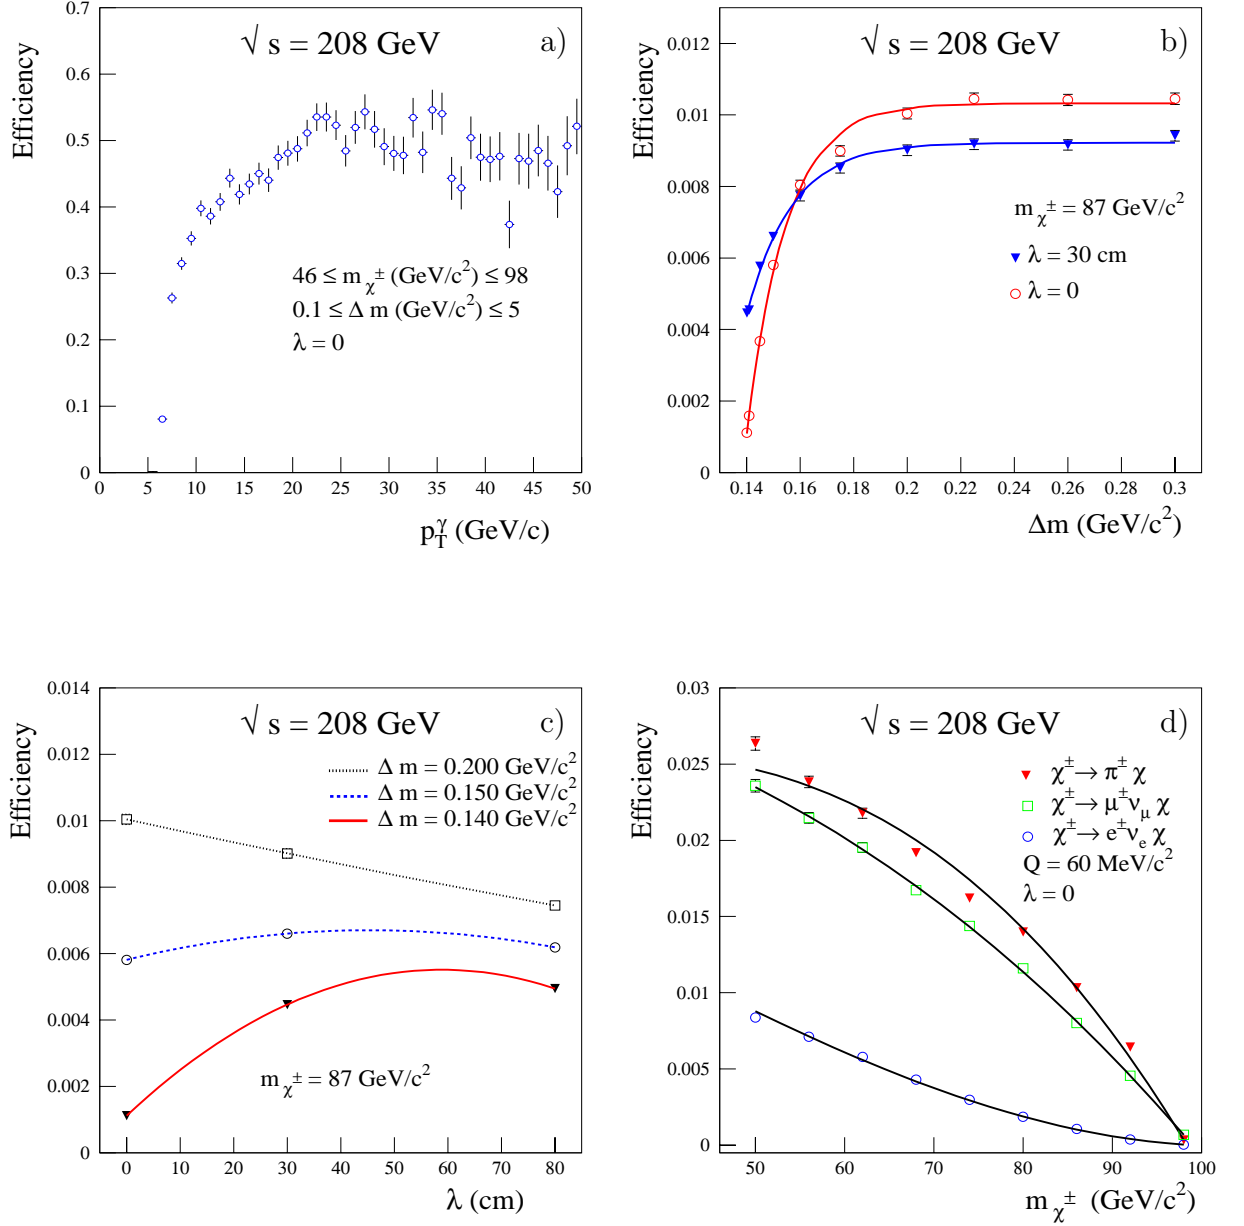 √ s = 208 GeV
a)
Efficiency
0.7
0.6
0.5
0.4
0.3
0.2
0.1
0
46 ≤ m_χ^± (GeV/c²) ≤ 98
0.1 ≤ Δ m (GeV/c²) ≤ 5
λ = 0
0 5 10 15 20 25 30 35 40 45 50
p_T^γ (GeV/c)
√ s = 208 GeV
b)
Efficiency
0.012
0.01
0.008
0.006
0.004
0.002
0
m_χ^± = 87 GeV/c²
λ = 30 cm
λ = 0
0.14 0.16 0.18 0.2 0.22 0.24 0.26 0.28 0.3
Δm (GeV/c²)
√ s = 208 GeV
c)
Efficiency
0.014
0.012
0.01
0.008
0.006
0.004
0.002
0
Δ m = 0.200 GeV/c²
Δ m = 0.150 GeV/c²
Δ m = 0.140 GeV/c²
m_χ^± = 87 GeV/c²
0 10 20 30 40 50 60 70 80
λ (cm)
√ s = 208 GeV
d)
Efficiency
0.03
0.025
0.02
0.015
0.01
0.005
0
χ^± → π^± χ
χ^± → μ^± ν_μ χ
χ^± → e^± ν_e χ
Q = 60 MeV/c²
λ = 0
50 60 70 80 90 100
m_χ^± (GeV/c²)